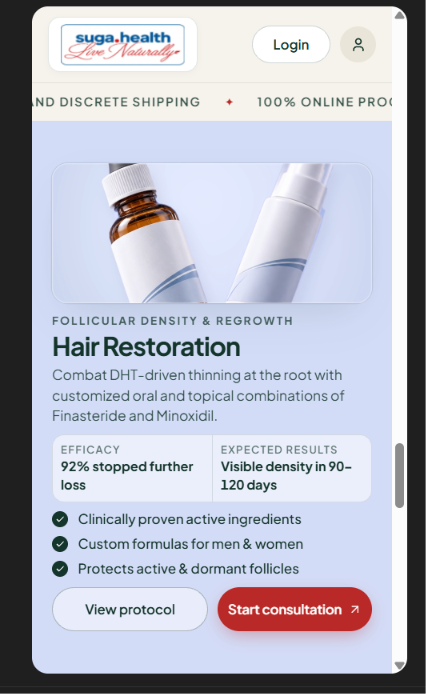 suga.health
Live Naturally
Login
AND DISCRETE SHIPPING ✦ 100% ONLINE PROC
FOLLICULAR DENSITY & REGROWTH
Hair Restoration
Combat DHT-driven thinning at the root with
customized oral and topical combinations of
Finasteride and Minoxidil.
EFFICACY
92% stopped further
loss
EXPECTED RESULTS
Visible density in 90–
120 days
Clinically proven active ingredients
Custom formulas for men & women
Protects active & dormant follicles
View protocol
Start consultation ↗